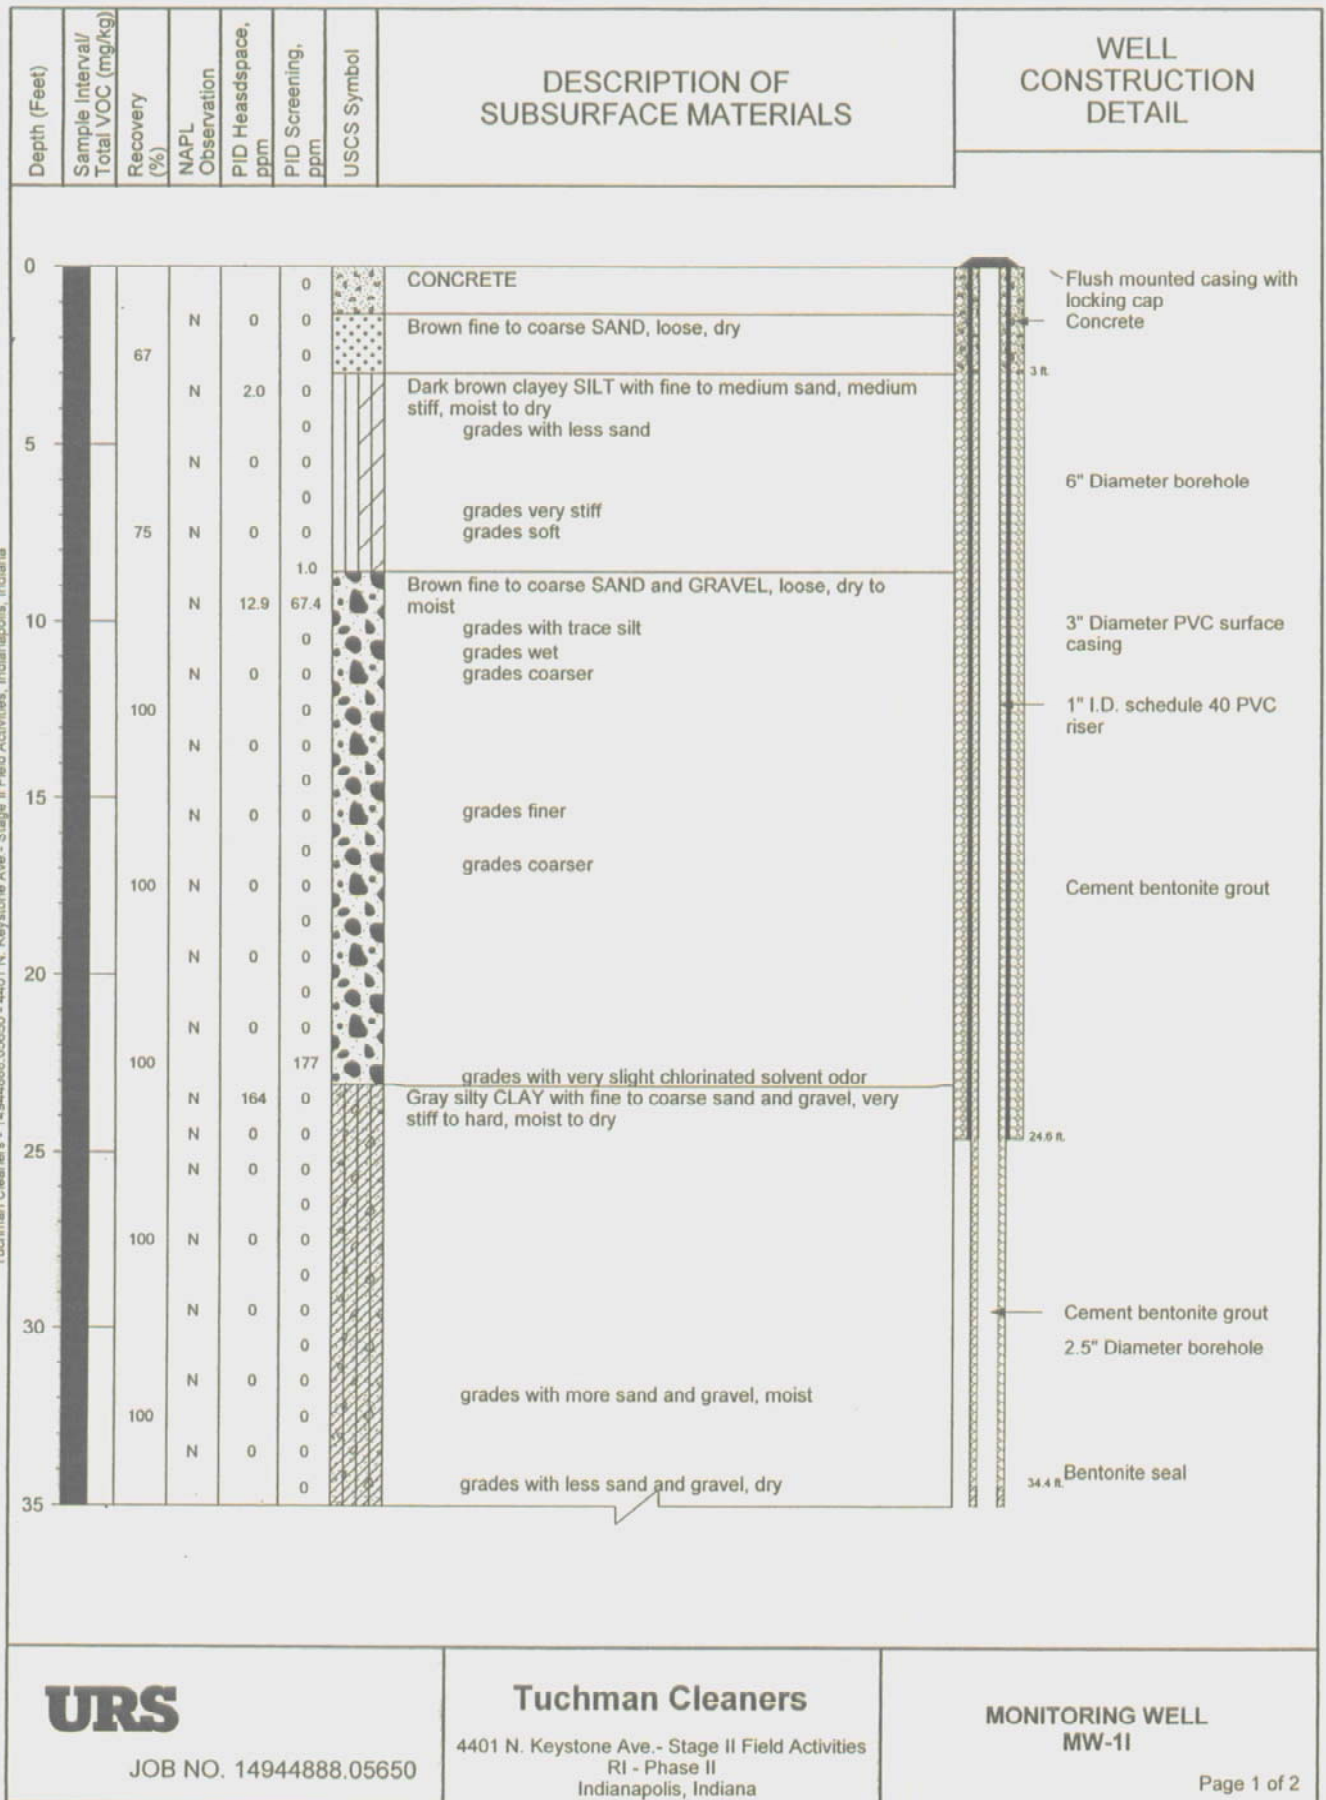 Depth (Feet)
Sample Interval/
Total VOC (mg/kg)
Recovery
(%)
NAPL
Observation
PID Heasdspace,
ppm
PID Screening,
ppm
USCS Symbol
DESCRIPTION OF
SUBSURFACE MATERIALS
WELL
CONSTRUCTION
DETAIL
0
0
CONCRETE
Flush mounted casing with
locking cap
N 0 0
Brown fine to coarse SAND, loose, dry
Concrete
67 0
3 ft.
N 2.0 0
Dark brown clayey SILT with fine to medium sand, medium
stiff, moist to dry
0
grades with less sand
5
N 0 0
6" Diameter borehole
0
grades very stiff
75 N 0 0
grades soft
1.0
Brown fine to coarse SAND and GRAVEL, loose, dry to
moist
N 12.9 67.4
10
grades with trace silt
3" Diameter PVC surface
casing
0
grades wet
N 0 0
grades coarser
100 0
1" I.D. schedule 40 PVC
riser
N 0 0
0
15
N 0 0
grades finer
0
grades coarser
100 N 0 0
Cement bentonite grout
0
N 0 0
20
0
N 0 0
100 177
grades with very slight chlorinated solvent odor
N 164 0
Gray silty CLAY with fine to coarse sand and gravel, very
stiff to hard, moist to dry
N 0 0
24.6 ft.
25
N 0 0
0
100 N 0 0
0
N 0 0
Cement bentonite grout
30
0
2.5" Diameter borehole
N 0 0
grades with more sand and gravel, moist
100 0
N 0 0
0
grades with less sand and gravel, dry
34.4 ft.
Bentonite seal
35
Tuchman Cleaners - 14944888.05650 - 4401 N. Keystone Ave.- Stage II Field Activities, Indianapolis, Indiana
URS
JOB NO. 14944888.05650
Tuchman Cleaners
4401 N. Keystone Ave.- Stage II Field Activities
RI - Phase II
Indianapolis, Indiana
MONITORING WELL
MW-1I
Page 1 of 2